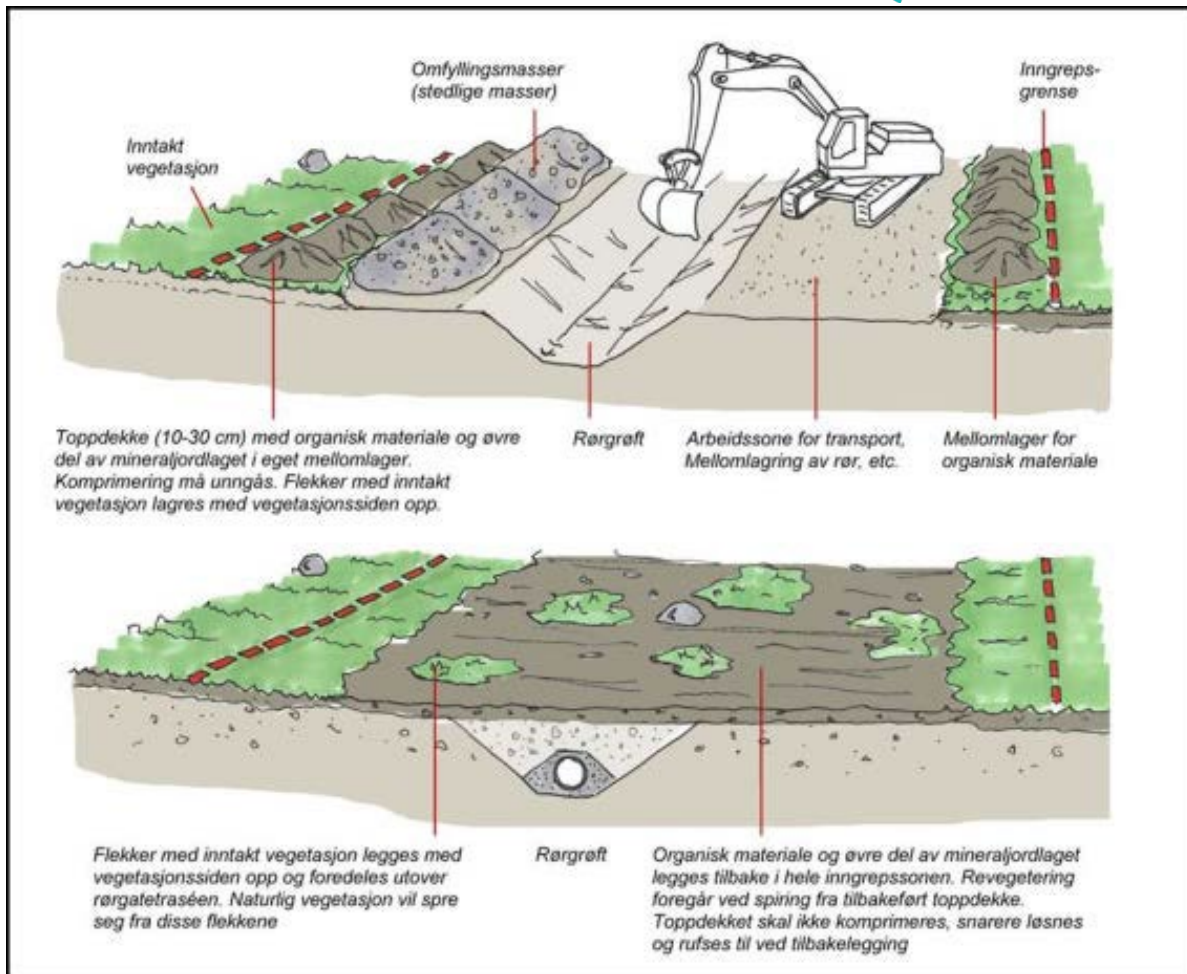 Omfyllingsmasser
(stedlige masser)
Inngreps-
grense
Inntakt
vegetasjon
Toppdekke (10-30 cm) med organisk materiale og øvre
del av mineraljordlaget i eget mellomlager.
Komprimering må unngås. Flekker med inntakt
vegetasjon lagres med vegetasjonssiden opp.
Rørgrøft
Arbeidssone for transport,
Mellomlagring av rør, etc.
Mellomlager for
organisk materiale
Flekker med inntakt vegetasjon legges med
vegetasjonssiden opp og foredeles utover
rørgatetraséen. Naturlig vegetasjon vil spre
seg fra disse flekkene
Rørgrøft
Organisk materiale og øvre del av mineraljordlaget
legges tilbake i hele inngrepssonen. Revegetering
foregår ved spiring fra tilbakeført toppdekke.
Toppdekket skal ikke komprimeres, snarere løsnes
og rufses til ved tilbakelegging